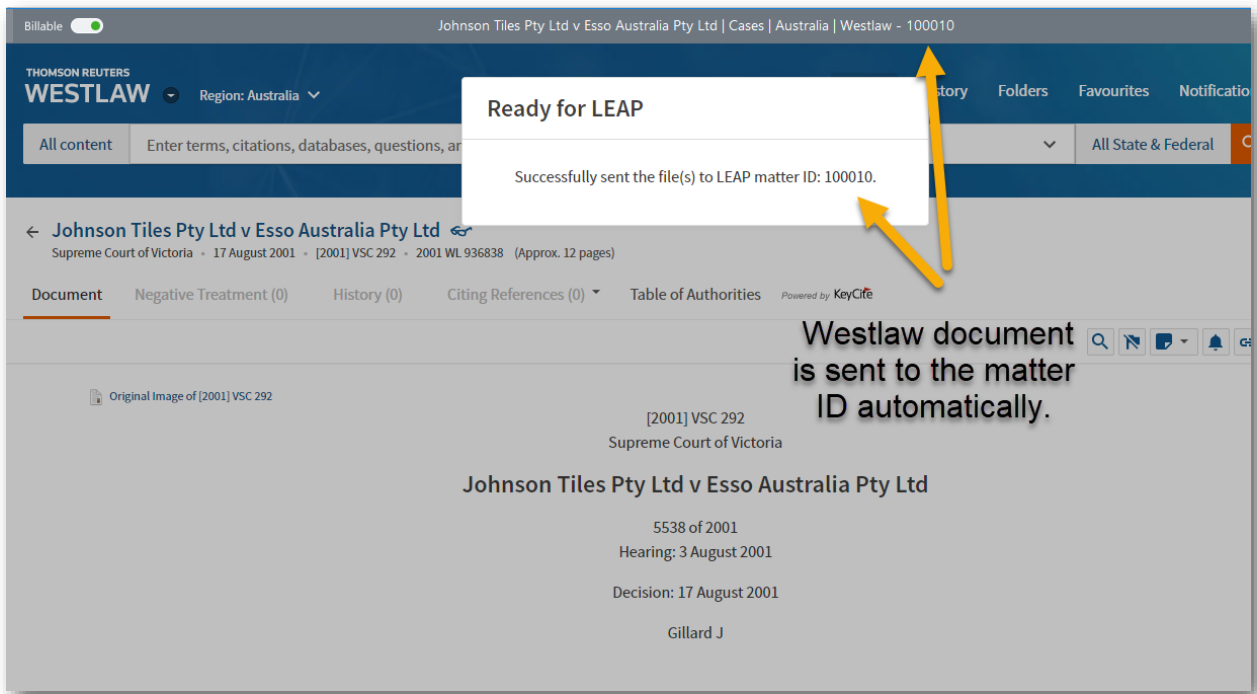 Billable
Johnson Tiles Pty Ltd v Esso Australia Pty Ltd | Cases | Australia | Westlaw - 100010
THOMSON REUTERS
WESTLAW
Region: Australia
Folders
Favourites
Ready for LEAP
All content
Enter terms, citations, databases, questions,
All State & Federal
Successfully sent the file(s) to LEAP matter ID: 100010.
Johnson Tiles Pty Ltd v Esso Australia Pty Ltd
Supreme Court of Victoria • 17 August 2001 • [2001] VSC 292 • 2001 WL 936838 (Approx. 12 pages)
Document
Negative Treatment (0)
History (0)
Citing References (0)
Table of Authorities
Powered by KeyCite
Westlaw document
is sent to the matter
ID automatically.
Original Image of [2001] VSC 292
[2001] VSC 292
Supreme Court of Victoria
Johnson Tiles Pty Ltd v Esso Australia Pty Ltd
5538 of 2001
Hearing: 3 August 2001
Decision: 17 August 2001
Gillard J